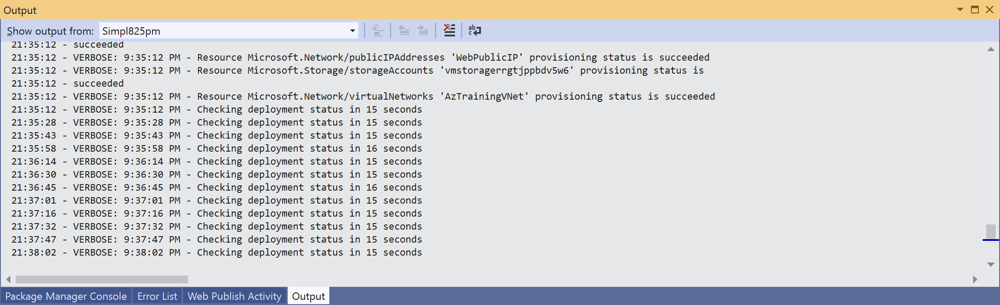 Output
Show output from: Simpl825pm
21:35:12 - succeeded
21:35:12 - VERBOSE: 9:35:12 PM - Resource Microsoft.Network/publicIPAddresses 'WebPublicIP' provisioning status is succeeded
21:35:12 - VERBOSE: 9:35:12 PM - Resource Microsoft.Storage/storageAccounts 'vmstoragerrgtjppbdv5w6' provisioning status is
21:35:12 - succeeded
21:35:12 - VERBOSE: 9:35:12 PM - Resource Microsoft.Network/virtualNetworks 'AzTrainingVNet' provisioning status is succeeded
21:35:12 - VERBOSE: 9:35:12 PM - Checking deployment status in 15 seconds
21:35:28 - VERBOSE: 9:35:28 PM - Checking deployment status in 15 seconds
21:35:43 - VERBOSE: 9:35:43 PM - Checking deployment status in 15 seconds
21:35:58 - VERBOSE: 9:35:58 PM - Checking deployment status in 16 seconds
21:36:14 - VERBOSE: 9:36:14 PM - Checking deployment status in 15 seconds
21:36:30 - VERBOSE: 9:36:30 PM - Checking deployment status in 15 seconds
21:36:45 - VERBOSE: 9:36:45 PM - Checking deployment status in 16 seconds
21:37:01 - VERBOSE: 9:37:01 PM - Checking deployment status in 15 seconds
21:37:16 - VERBOSE: 9:37:16 PM - Checking deployment status in 15 seconds
21:37:32 - VERBOSE: 9:37:32 PM - Checking deployment status in 15 seconds
21:37:47 - VERBOSE: 9:37:47 PM - Checking deployment status in 15 seconds
21:38:02 - VERBOSE: 9:38:02 PM - Checking deployment status in 15 seconds
Package Manager Console Error List Web Publish Activity Output